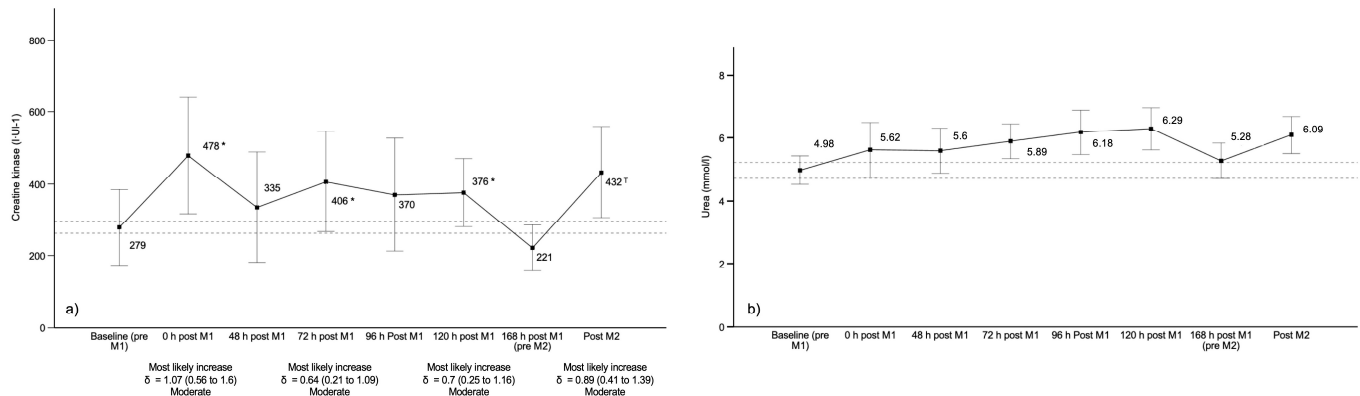 800
600
400
200
0
Creatine kinase (l·UI-1)
279
478 *
335
406 *
370
376 *
221
432 T
a)
Baseline (pre M1)
0 h post M1
48 h post M1
72 h post M1
96 h Post M1
120 h post M1
168 h post M1
(pre M2)
Post M2
Most likely increase
δ = 1.07 (0.56 to 1.6)
Moderate
Most likely increase
δ = 0.64 (0.21 to 1.09)
Moderate
Most likely increase
δ = 0.7 (0.25 to 1.16)
Moderate
Most likely increase
δ = 0.89 (0.41 to 1.39)
Moderate
8
6
4
2
0
Urea (mmol/l)
4.98
5.62
5.6
5.89
6.18
6.29
5.28
6.09
b)
Baseline (pre
M1)
0 h post M1
48 h post M1
72 h post M1
96 h Post M1
120 h post M1
168 h post M1
(pre M2)
Post M2